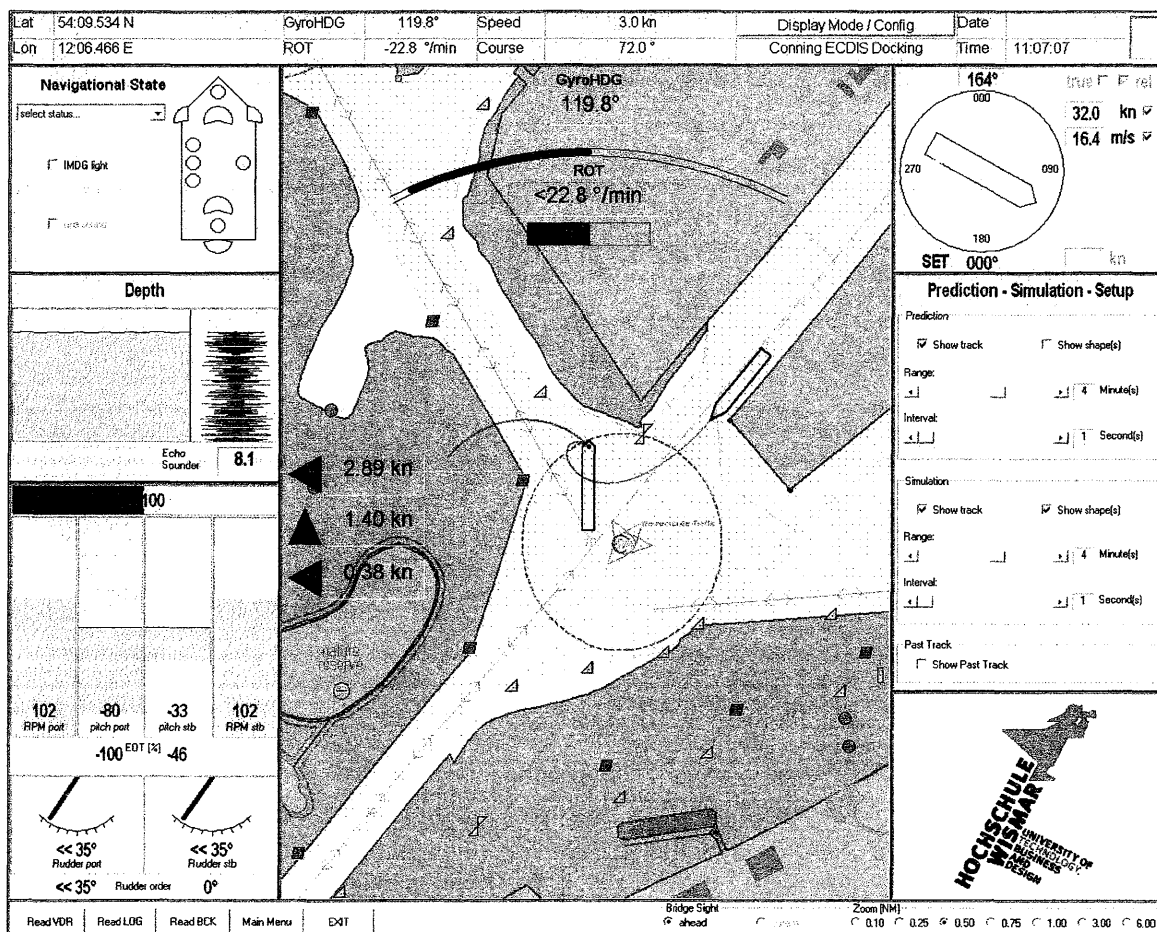 Lat 54:09.534 N GyroHDG 119.8° Speed 3.0 kn Display Mode / Config Date
Lon 12:06.466 E ROT -22.8 °/min Course 72.0 ° Conning ECDIS Docking Time 11:07:07
Navigational State
select status...
IMDG light
Depth
Echo Sounder 8.1
100
102 -80 -33 102
RPM port pitch port pitch stb RPM stb
-100 EOT [%] -46
<< 35° << 35°
Rudder port Rudder stb
<< 35° Rudder order 0°
GyroHDG
119.8°
ROT
<22.8 °/min
2.89 kn
1.40 kn
0.38 kn
nature
reserve
164°
true rel
000
32.0 kn
16.4 m/s
270 090
180
SET 000° kn
Prediction - Simulation - Setup
Prediction
Show track Show shape(s)
Range:
4 Minute(s)
Interval:
1 Second(s)
Simulation
Show track Show shape(s)
Range:
4 Minute(s)
Interval:
1 Second(s)
Past Track
Show Past Track
HOCHSCHULE
WISMAR
UNIVERSITY OF
TECHNOLOGY,
BUSINESS
AND
DESIGN
Read VDR Read LOG Read BCK Main Menu EXIT
Bridge Sight Zoom [NM]
ahead 0.10 0.25 0.50 0.75 1.00 3.00 6.00